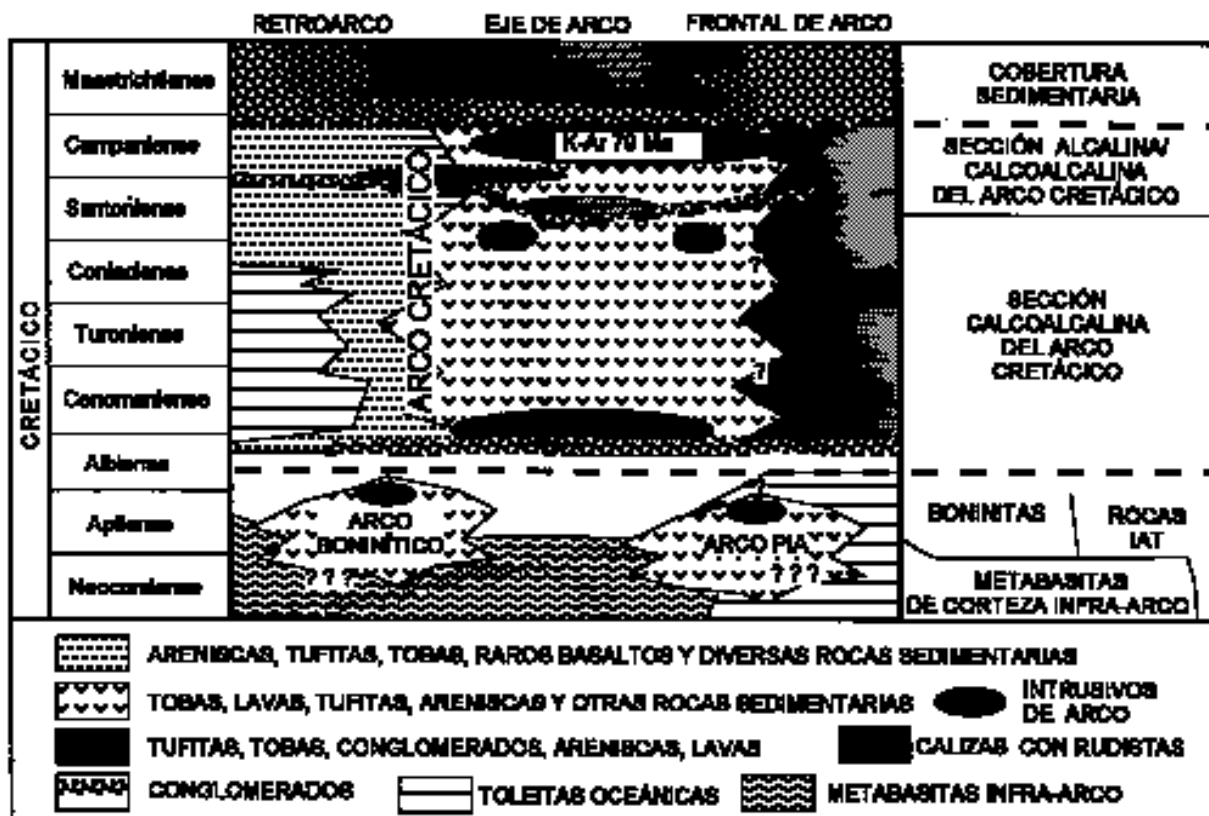 RETROARCO EJE DE ARCO FRONTAL DE ARCO
CRETÁCICO
Maestrichtiense
Campaniense
Santoniense
Coniaciense
Turoniense
Cenomaniense
Albiense
Aptiense
Neocomiense
K-Ar 70 Ma
ARCO CRETACICO
?
?
ARCO
BONINÍTICO
? ? ?
?
ARCO PIA
? ? ?
COBERTURA
SEDIMENTARIA
SECCIÓN ALCALINA/
CALCOALCALINA
DEL ARCO CRETÁCICO
SECCIÓN
CALCOALCALINA
DEL ARCO
CRETÁCICO
BONINITAS
ROCAS
IAT
METABASITAS
DE CORTEZA INFRA-ARCO
ARENISCAS, TUFITAS, TOBAS, RAROS BASALTOS Y DIVERSAS ROCAS SEDIMENTARIAS
TOBAS, LAVAS, TUFITAS, ARENISCAS Y OTRAS ROCAS SEDIMENTARIAS
INTRUSIVOS
DE ARCO
TUFITAS, TOBAS, CONGLOMERADOS, ARENISCAS, LAVAS
CALIZAS CON RUDISTAS
CONGLOMERADOS
TOLEITAS OCEÁNICAS
METABASITAS INFRA-ARCO